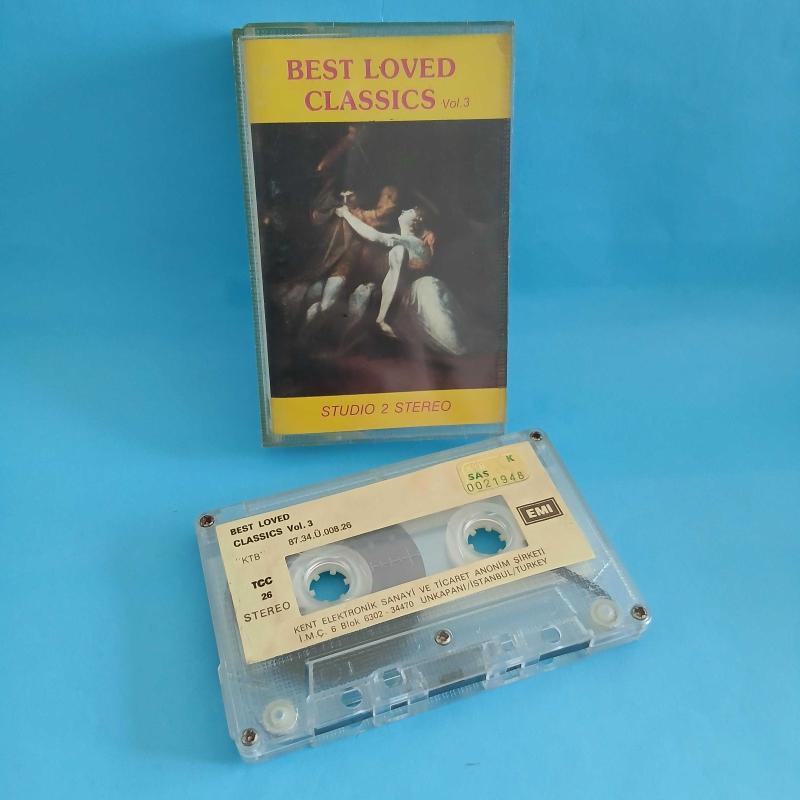 BEST LOVED
CLASSICS Vol.3
STUDIO 2 STEREO
BEST LOVED
CLASSICS Vol. 3
"KTB" 87.34.Ü.008.26
TCC
26
STEREO
K
SAS
0021948
EMI
KENT ELEKTRONİK SANAYİ VE TİCARET ANONİM ŞİRKETİ
İ.M.Ç. 6 Blok 6302 - 34470 UNKAPANI/İSTANBUL/TURKEY